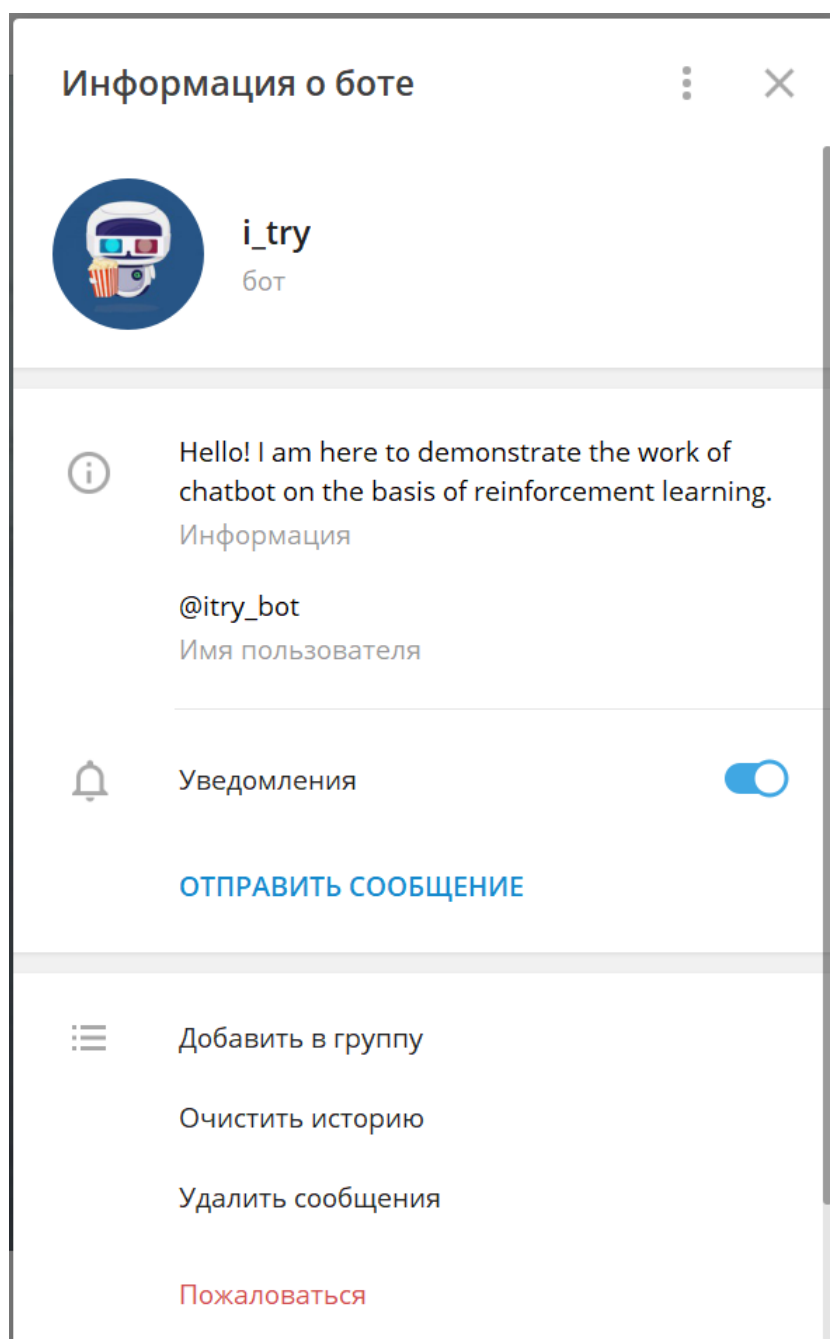 Информация о боте
i_try
бот
Hello! I am here to demonstrate the work of
chatbot on the basis of reinforcement learning.
Информация
@itry_bot
Имя пользователя
Уведомления
ОТПРАВИТЬ СООБЩЕНИЕ
Добавить в группу
Очистить историю
Удалить сообщения
Пожаловаться